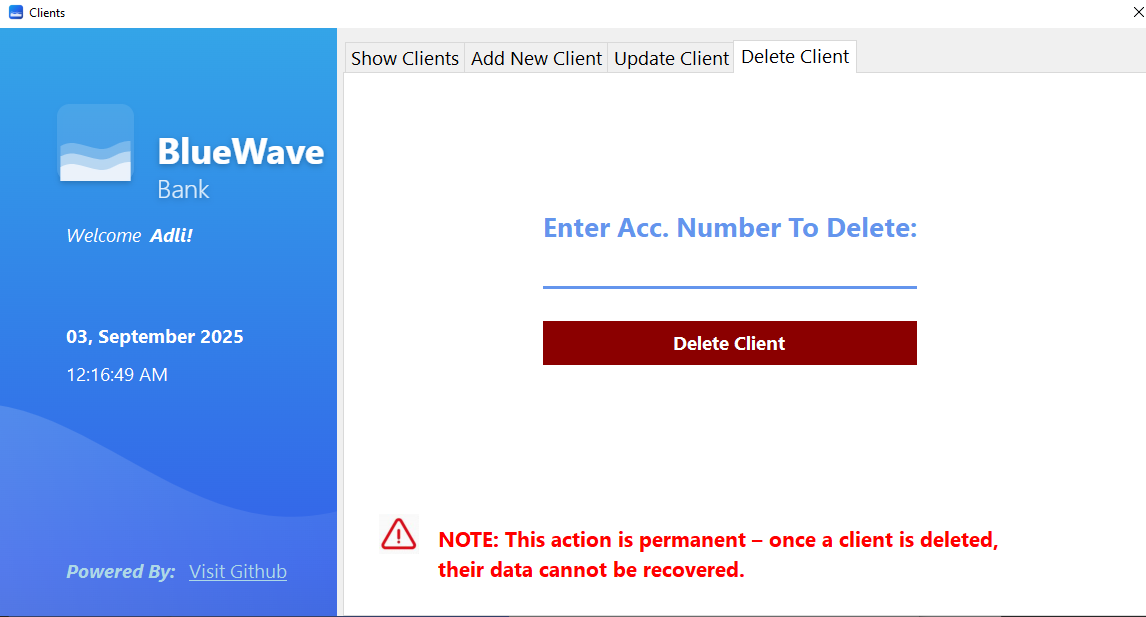 Clients
Show Clients
Add New Client
Update Client
Delete Client
BlueWave
Bank
Welcome Adli!
03, September 2025
12:16:49 AM
Powered By: Visit Github
Enter Acc. Number To Delete:
Delete Client
NOTE: This action is permanent – once a client is deleted,
their data cannot be recovered.